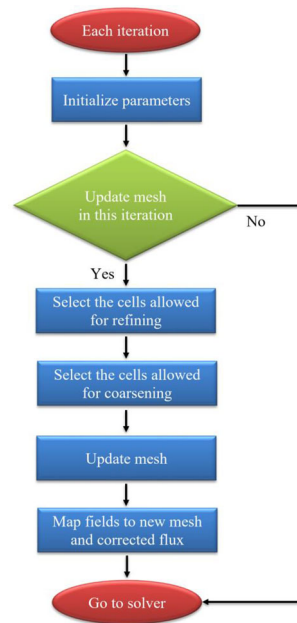 Each iteration
Initialize parameters
Update mesh
in this iteration
No
Yes
Select the cells allowed
for refining
Select the cells allowed
for coarsening
Update mesh
Map fields to new mesh
and corrected flux
Go to solver